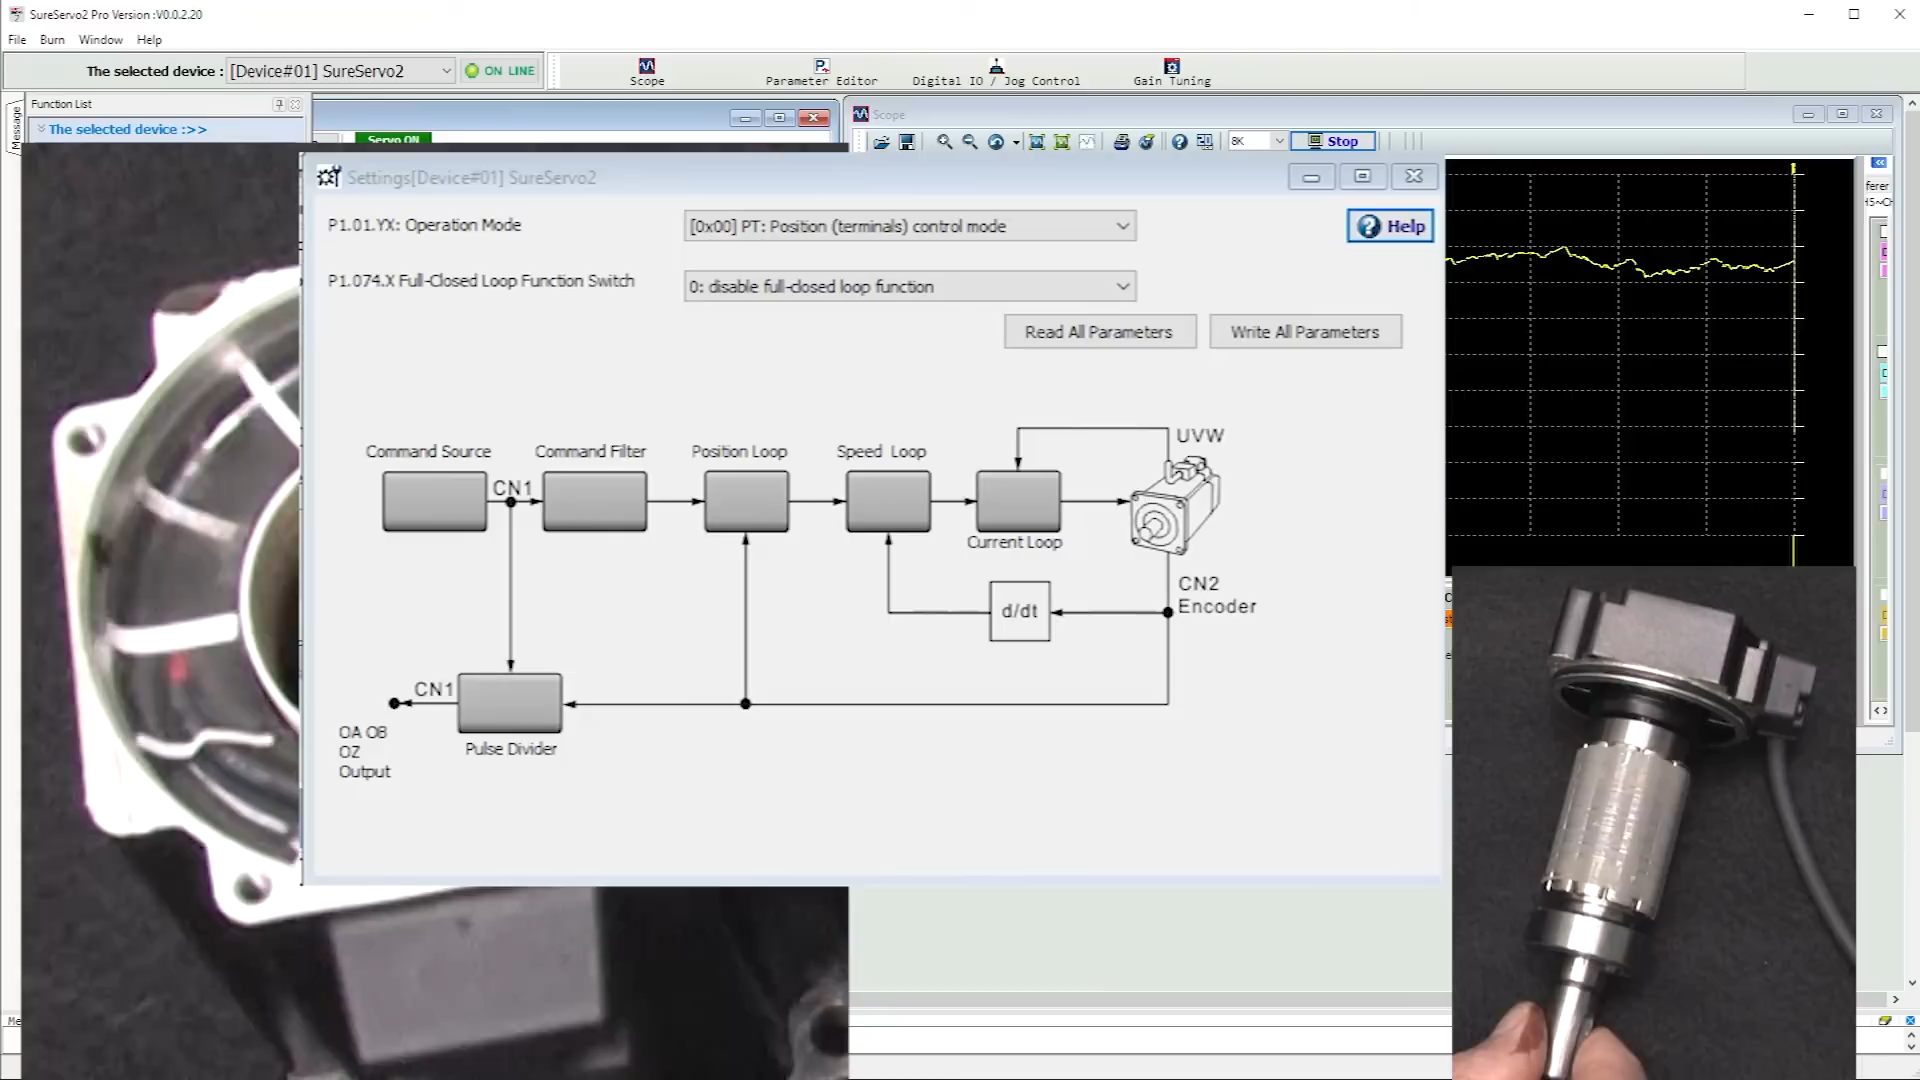 SureServo2 Pro Version :V0.0.2.20
File Burn Window Help
The selected device : [Device#01] SureServo2 ON LINE
Scope Parameter Editor Digital IO / Jog Control Gain Tuning
Message
Function List
The selected device :>>
Servo ON
Scope
8K Stop
Settings[Device#01] SureServo2
P1.01.YX: Operation Mode [0x00] PT: Position (terminals) control mode Help
P1.074.X Full-Closed Loop Function Switch 0: disable full-closed loop function
Read All Parameters Write All Parameters
UVW
Command Source Command Filter Position Loop Speed Loop
CN1
Current Loop
CN2
Encoder
d/dt
CN1
OA OB
OZ
Output
Pulse Divider